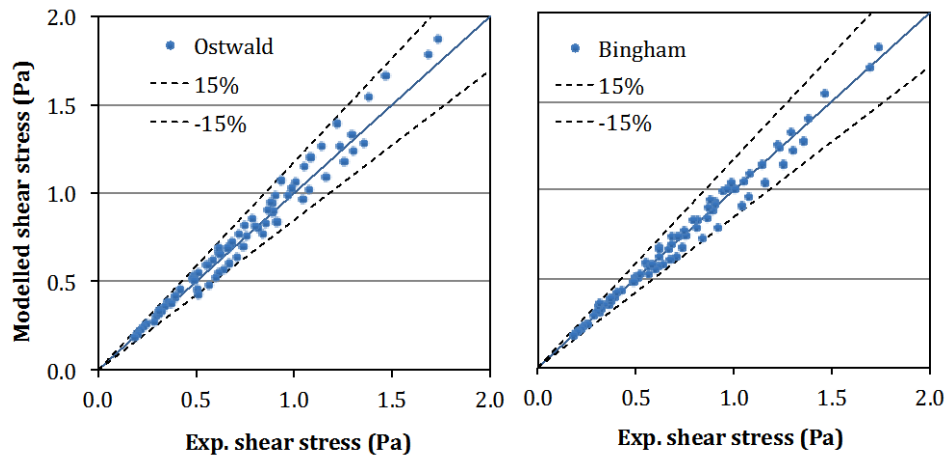 2.0
Ostwald
15%
-15%
1.5
1.0
0.5
0.0
Modelled shear stress (Pa)
0.0 0.5 1.0 1.5 2.0
Exp. shear stress (Pa)
Bingham
15%
-15%
0.0 0.5 1.0 1.5 2.0
Exp. shear stress (Pa)